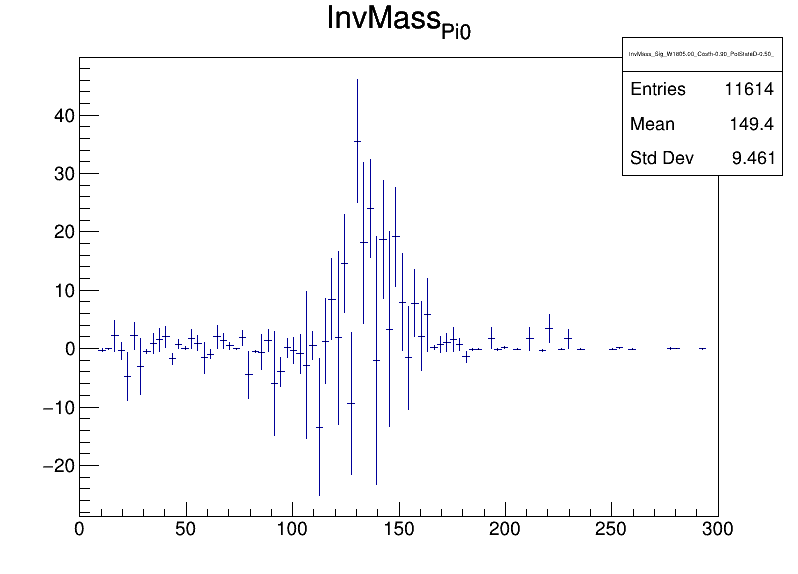 InvMass_Pi0
InvMass_Sig_W1805.00_Costh-0.90_PolStateD-0.50_
Entries 11614
Mean 149.4
Std Dev 9.461
40
30
20
10
0
−10
−20
0 50 100 150 200 250 300